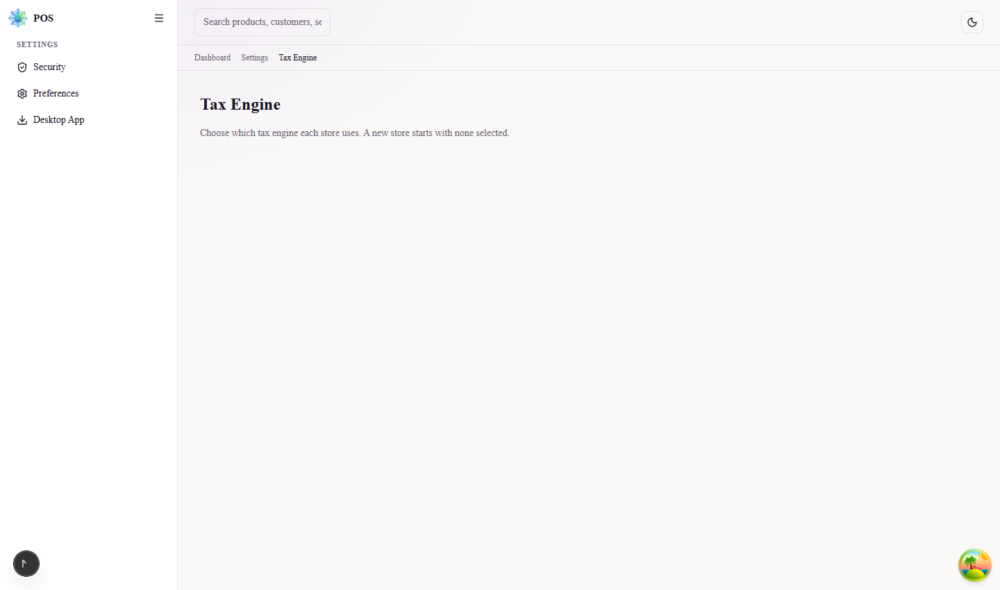 POS
SETTINGS
Security
Preferences
Desktop App
Search products, customers, se
Dashboard Settings Tax Engine
Tax Engine
Choose which tax engine each store uses. A new store starts with none selected.